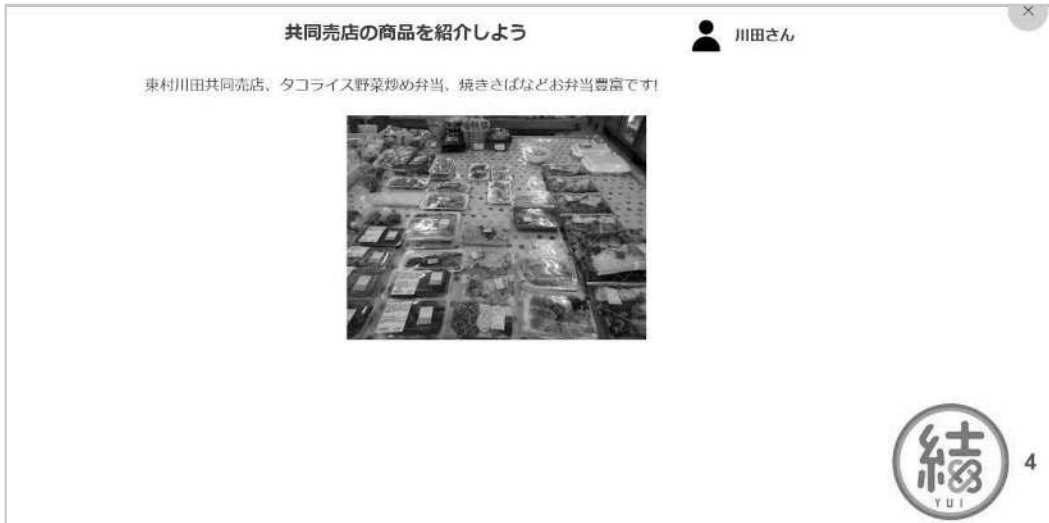 共同売店の商品を紹介しよう
川田さん
×
東村川田共同売店、タコライス野菜炒め弁当、焼きさばなどお弁当豊富です!
結
YUI
4